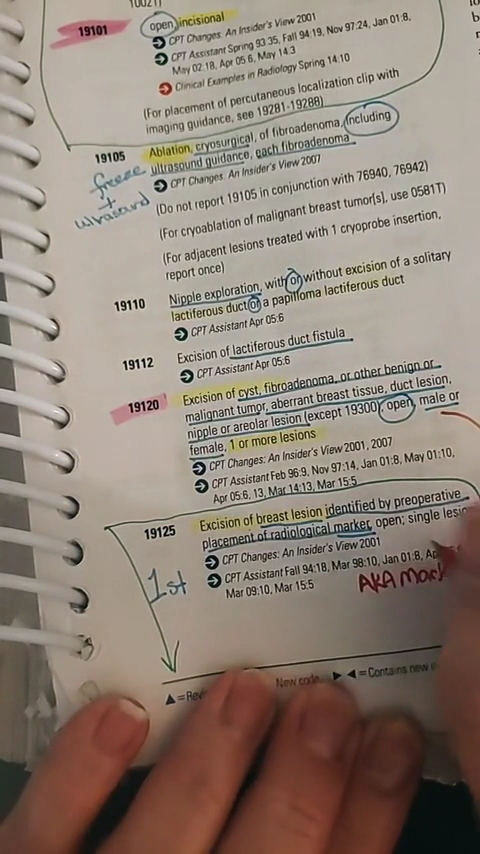 10021)
19101 open, incisional
CPT Changes: An Insider's View 2001
CPT Assistant Spring 93:35, Fall 94:19, Nov 97:24, Jan 01:8,
May 02:18, Apr 05:6, May 14:3
Clinical Examples in Radiology Spring 14:10
(For placement of percutaneous localization clip with
imaging guidance, see 19281-19288)
19105 Ablation, cryosurgical, of fibroadenoma, including
ultrasound guidance, each fibroadenoma
freeze
+
CPT Changes: An Insider's View 2007
(Do not report 19105 in conjunction with 76940, 76942)
(For cryoablation of malignant breast tumor[s], use 0581T)
(For adjacent lesions treated with 1 cryoprobe insertion,
report once)
19110 Nipple exploration, with or without excision of a solitary
lactiferous duct or a papilloma lactiferous duct
CPT Assistant Apr 05:6
19112 Excision of lactiferous duct fistula
CPT Assistant Apr 05:6
19120 Excision of cyst, fibroadenoma, or other benign or
malignant tumor, aberrant breast tissue, duct lesion,
nipple or areolar lesion (except 19300), open, male or
female, 1 or more lesions
CPT Changes: An Insider's View 2001, 2007
CPT Assistant Feb 96:9, Nov 97:14, Jan 01:8, May 01:10,
Apr 05:6, 13, Mar 14:13, Mar 15:5
19125 Excision of breast lesion identified by preoperative
placement of radiological marker, open; single
1st
CPT Changes: An Insider's View 2001
CPT Assistant Fall 94:18, Mar 98:10, Jan 01:8,
Mar 09:10, Mar 15:5
AKA
▲= New code ► ◄ = Contains new